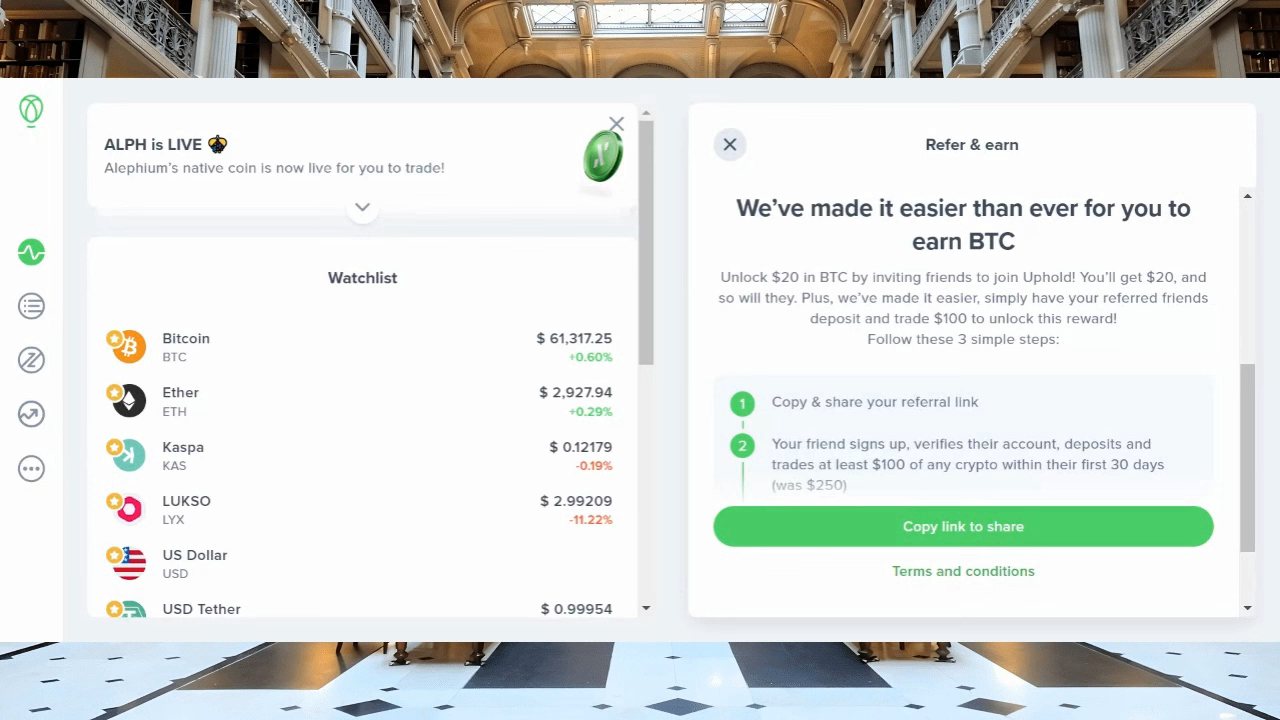 ALPH is LIVE
Alephium's native coin is now live for you to trade!
Watchlist
Bitcoin
BTC
$ 61,317.25
+0.60%
Ether
ETH
$ 2,927.94
+0.29%
Kaspa
KAS
$ 0.12179
-0.19%
LUKSO
LYX
$ 2.99209
-11.22%
US Dollar
USD
USD Tether
$ 0.99954
Refer & earn
We've made it easier than ever for you to
earn BTC
Unlock $20 in BTC by inviting friends to join Uphold! You'll get $20, and
so will they. Plus, we've made it easier, simply have your referred friends
deposit and trade $100 to unlock this reward!
Follow these 3 simple steps:
1 Copy & share your referral link
2 Your friend signs up, verifies their account, deposits and
trades at least $100 of any crypto within their first 30 days
(was $250)
Copy link to share
Terms and conditions